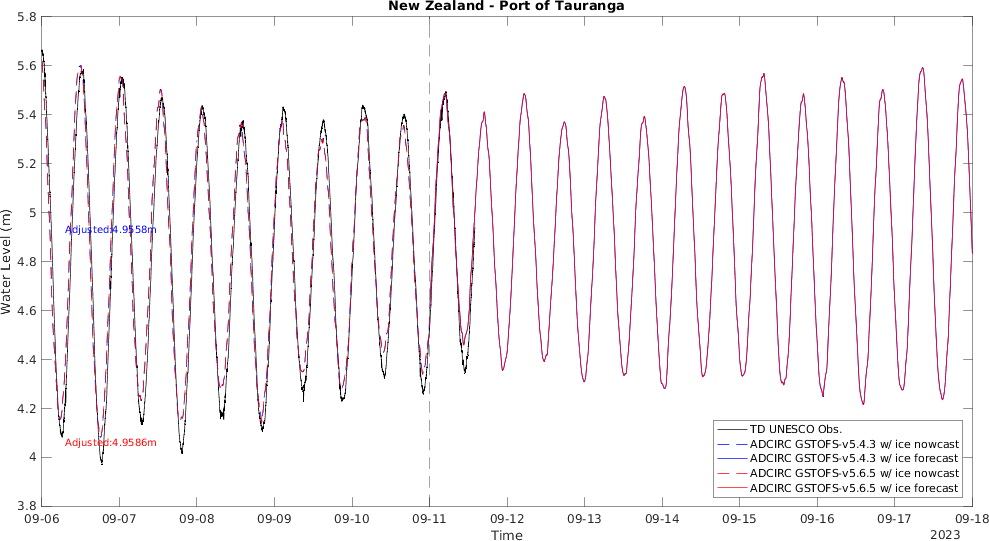 New Zealand - Port of Tauranga
5.8
5.6
5.4
5.2
5
4.8
4.6
4.4
4.2
4
3.8
Water Level (m)
Adjusted:4.9558m
Adjusted:4.9586m
TD UNESCO Obs.
ADCIRC GSTOFS-v5.4.3 w/ ice nowcast
ADCIRC GSTOFS-v5.4.3 w/ ice forecast
ADCIRC GSTOFS-v5.6.5 w/ ice nowcast
ADCIRC GSTOFS-v5.6.5 w/ ice forecast
09-06 09-07 09-08 09-09 09-10 09-11 09-12 09-13 09-14 09-15 09-16 09-17 09-18
Time
2023